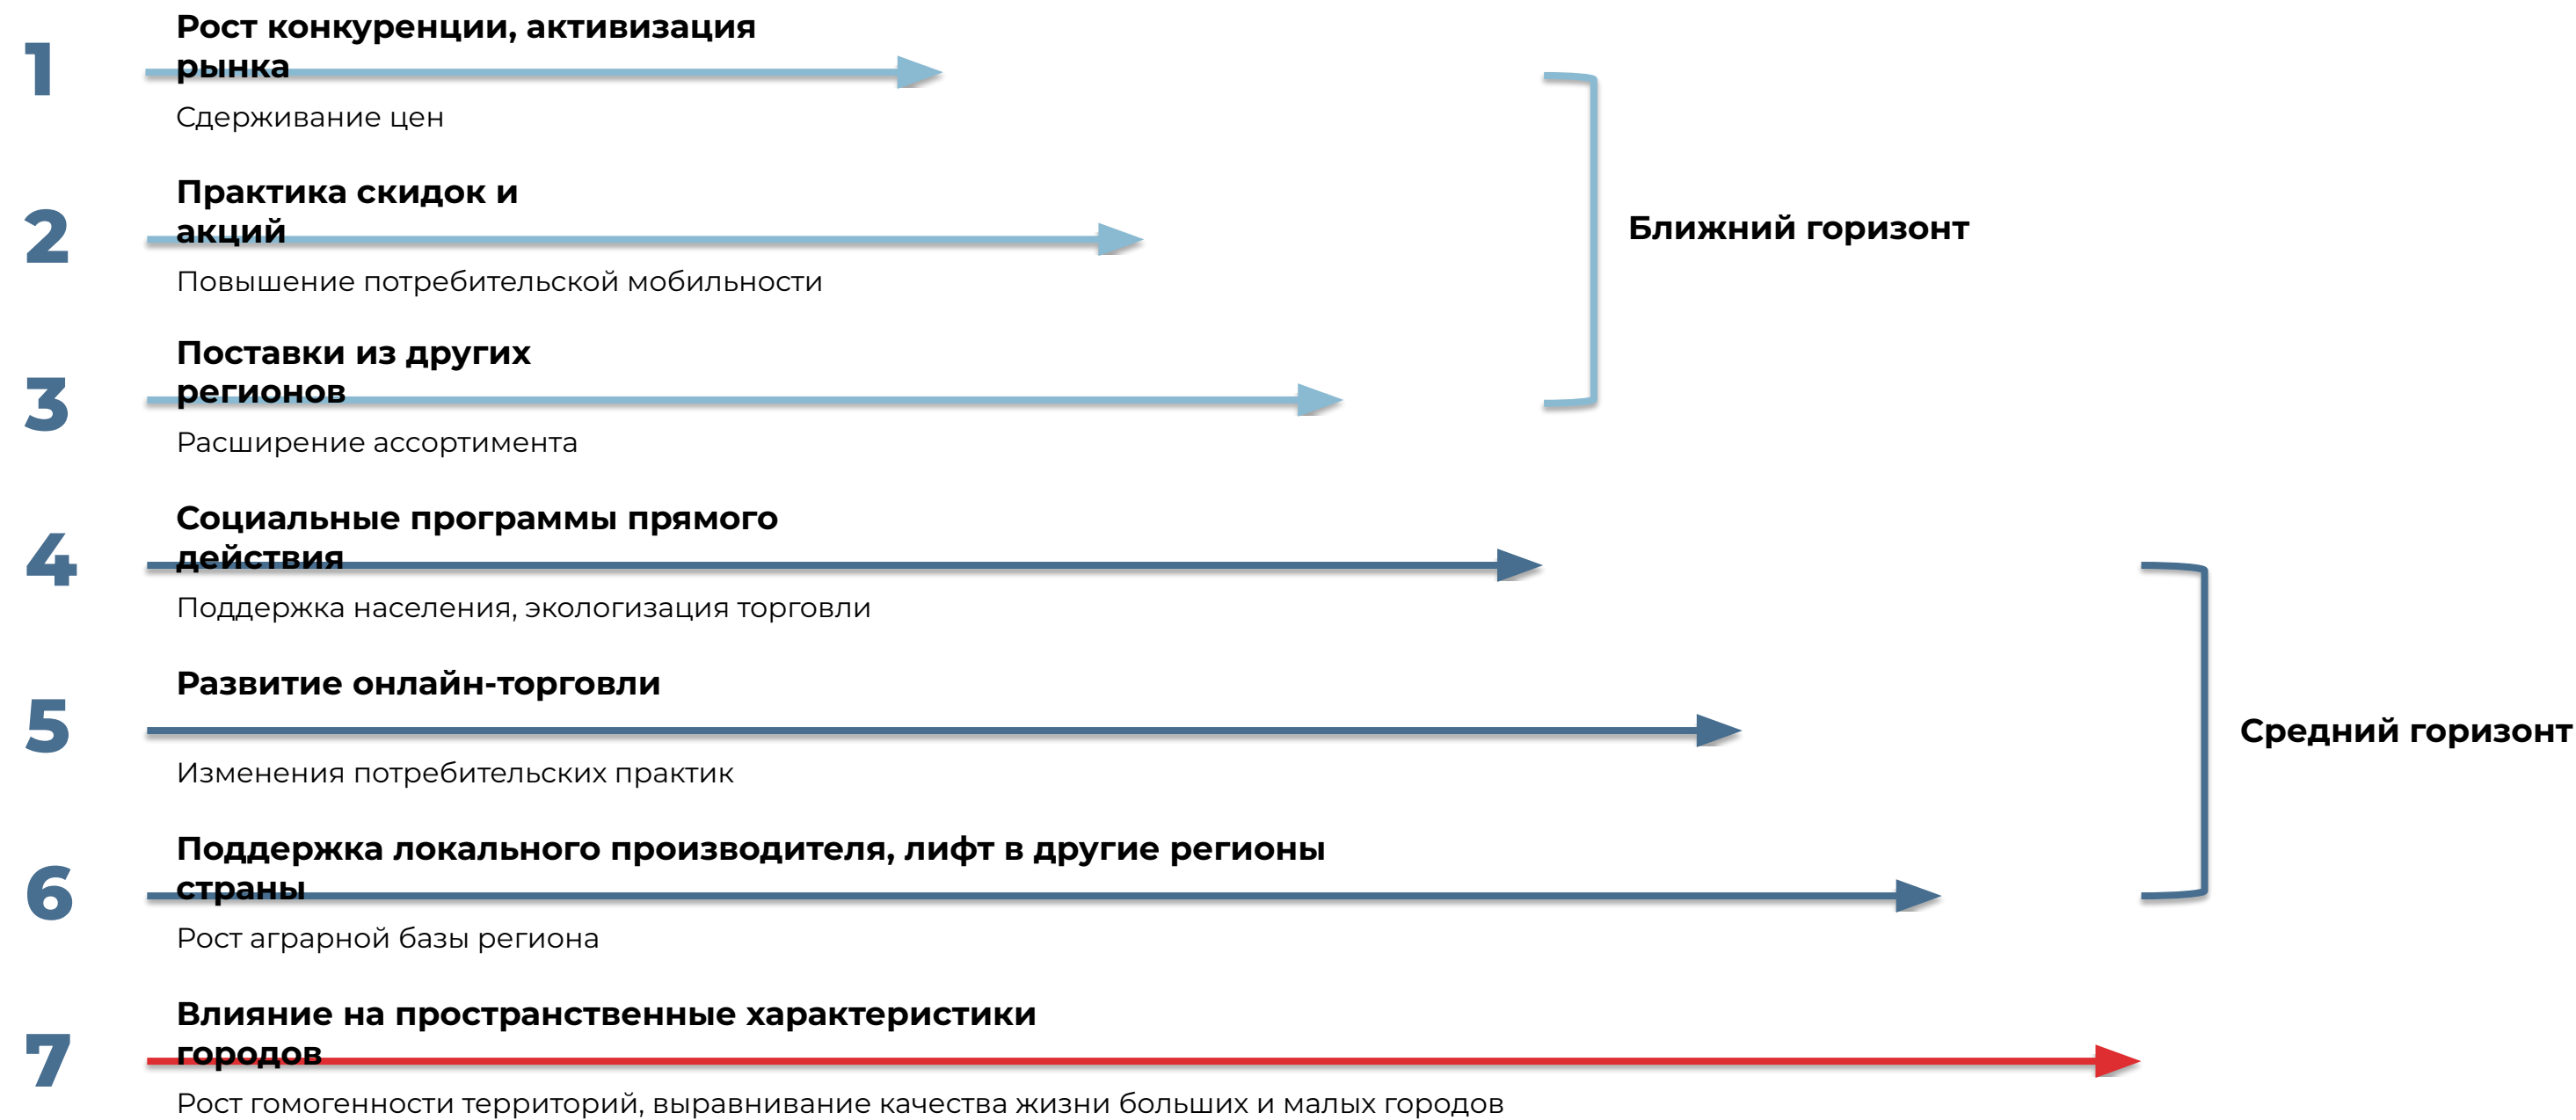 1
Рост конкуренции, активизация
рынка
Сдерживание цен
2
Практика скидок и
акций
Повышение потребительской мобильности
3
Поставки из других
регионов
Расширение ассортимента
Ближний горизонт
4
Социальные программы прямого
действия
Поддержка населения, экологизация торговли
5
Развитие онлайн-торговли
Изменения потребительских практик
6
Поддержка локального производителя, лифт в другие регионы
страны
Рост аграрной базы региона
Средний горизонт
7
Влияние на пространственные характеристики
городов
Рост гомогенности территорий, выравнивание качества жизни больших и малых городов